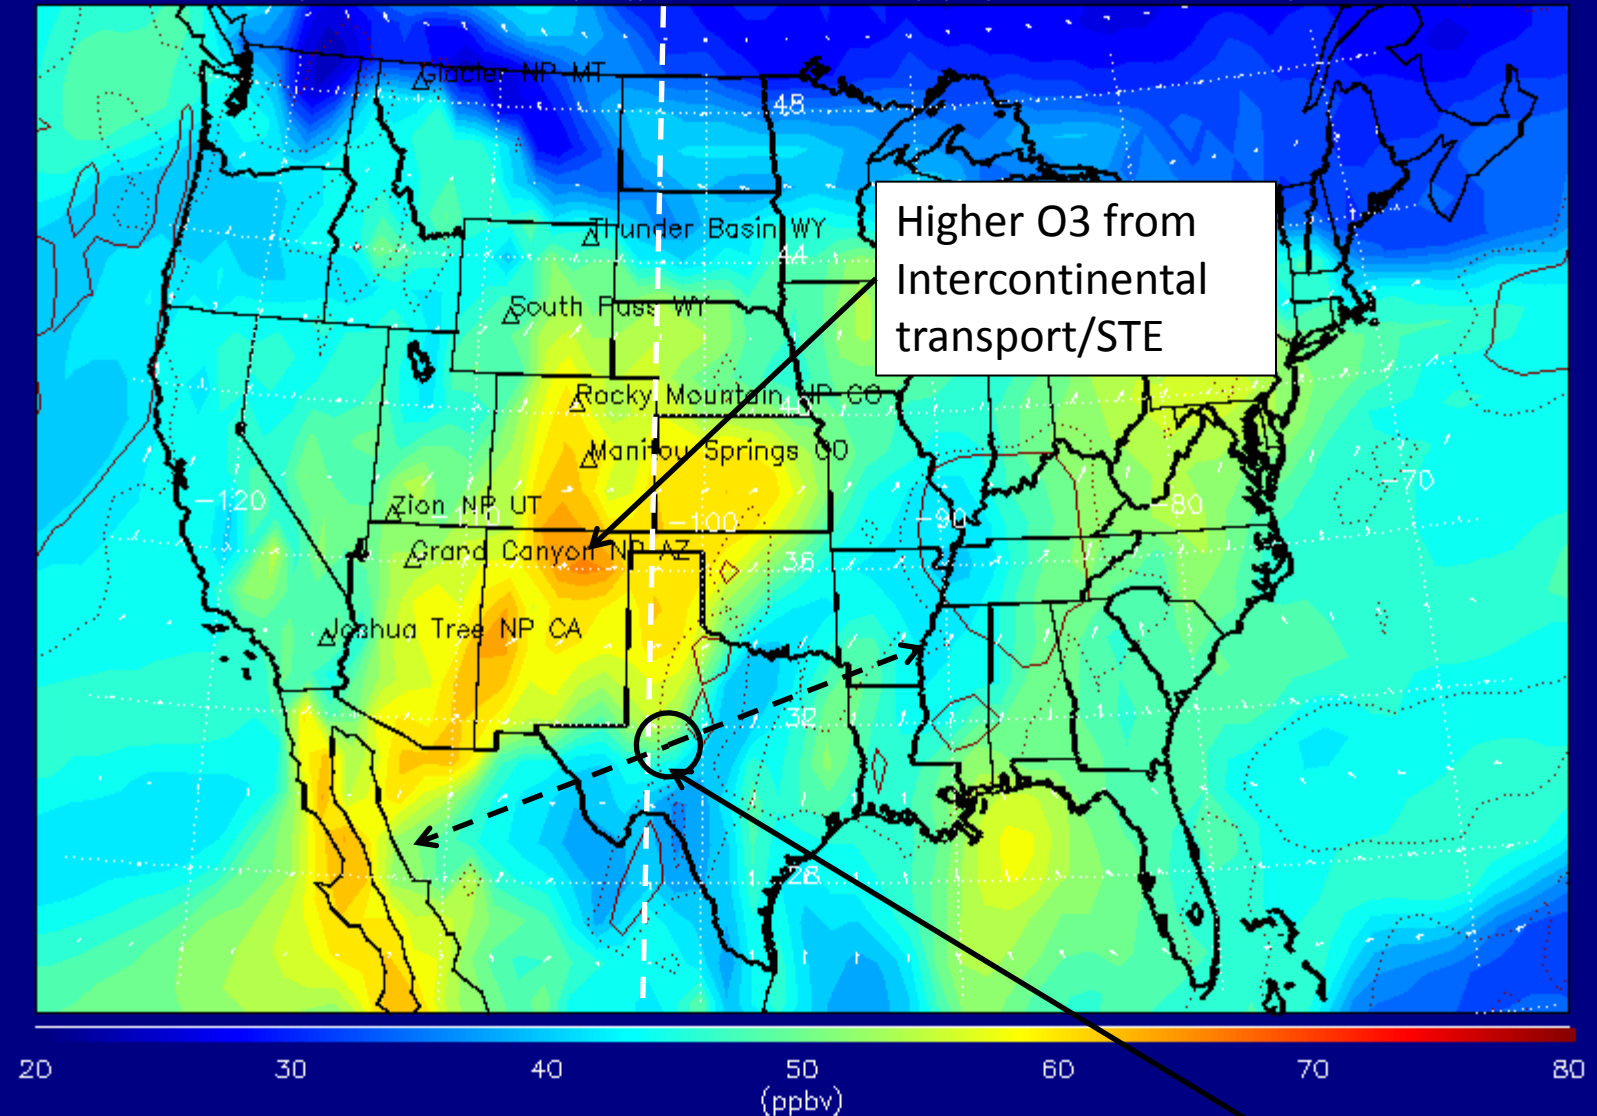 Glacier NP MT
48
Thunder Basin WY
44
Higher O3 from
Intercontinental
transport/STE
South Pass WY
Rocky Mountain NP CO
40
Manitou Springs CO
-120
Zion NP UT
-110
-100
-90
-80
-70
Grand Canyon NP AZ
36
Joshua Tree NP CA
32
28
20 30 40 50 60 70 80
(ppbv)